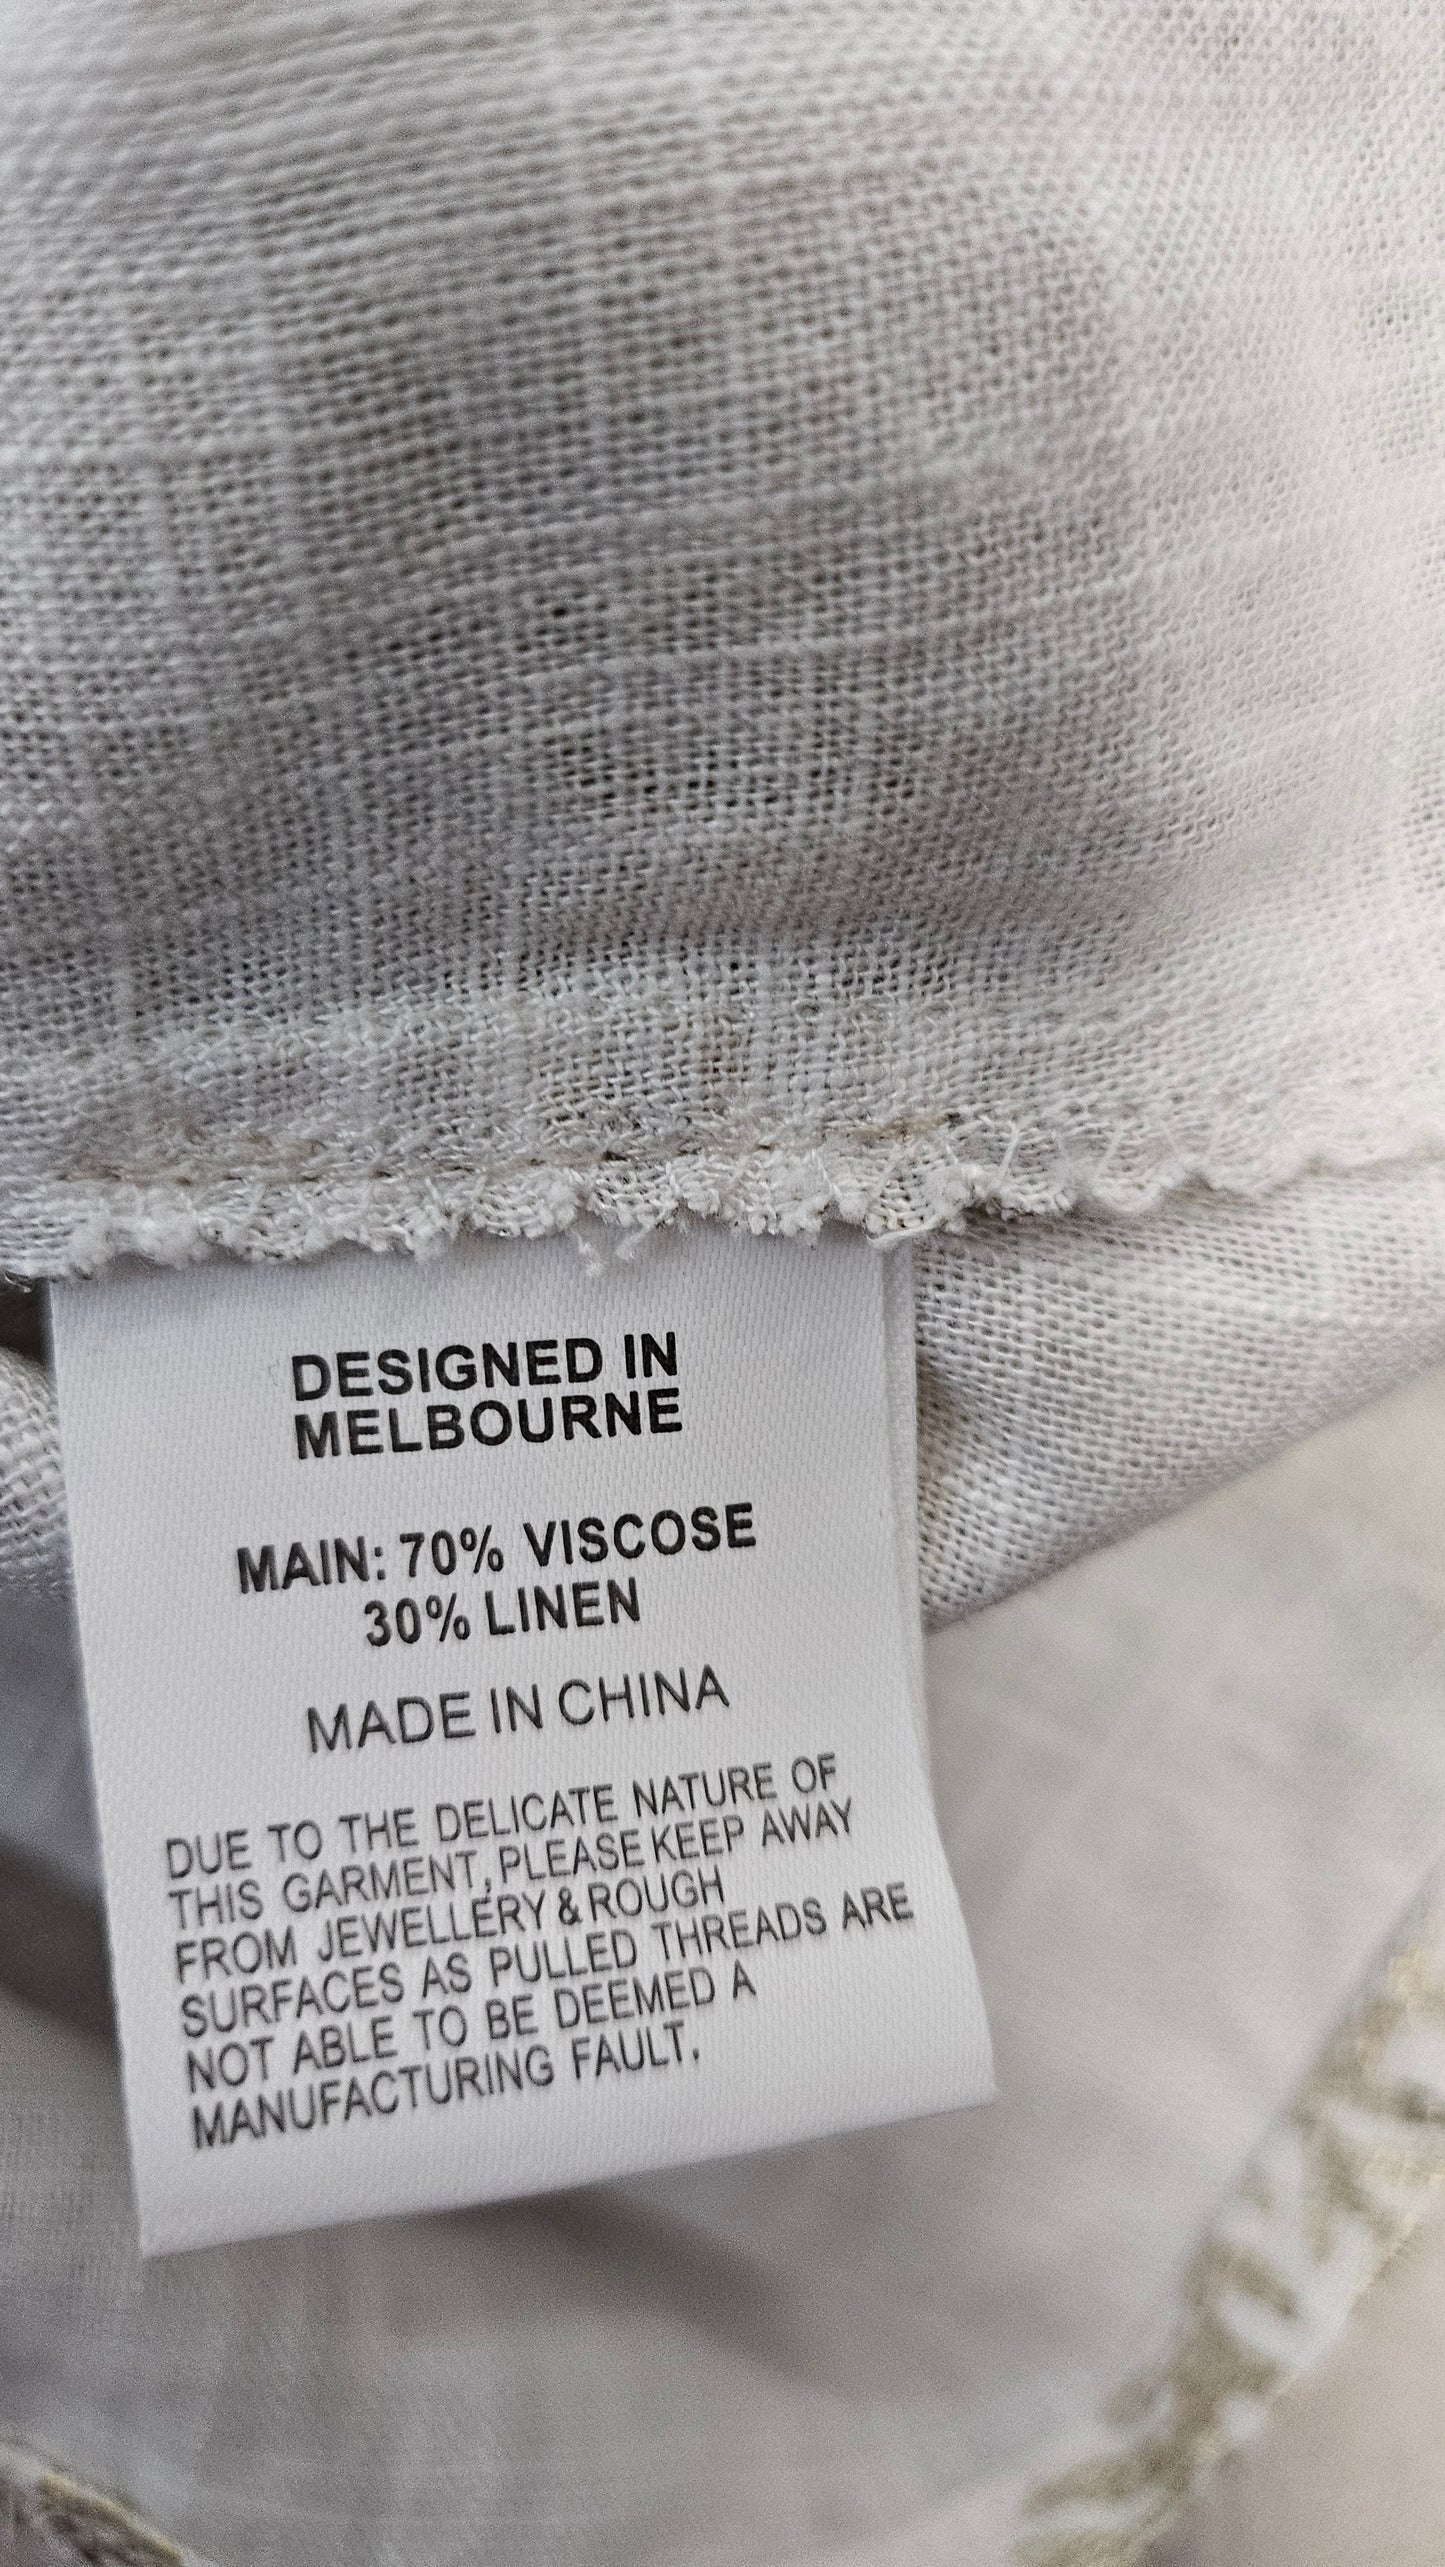 DESIGNED IN
MELBOURNE
MAIN: 70% VISCOSE
30% LINEN
MADE IN CHINA
DUE TO THE DELICATE NATURE OF
THIS GARMENT, PLEASE KEEP AWAY
FROM JEWELLERY & ROUGH
SURFACES AS PULLED THREADS ARE
NOT ABLE TO BE DEEMED A
MANUFACTURING FAULT.